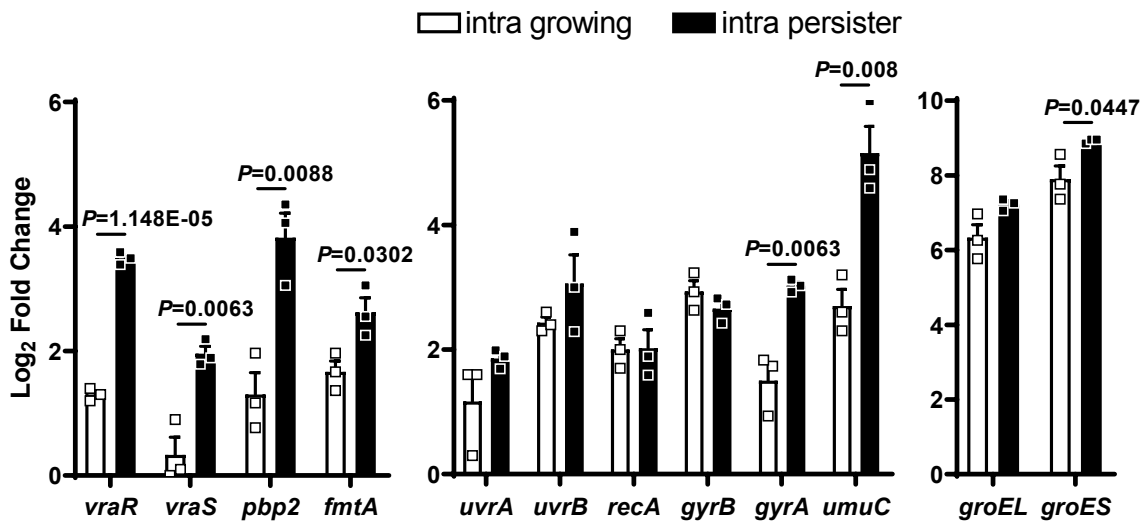 intra growing intra persister
Log2 Fold Change
6
4
2
0
P=1.148E-05
P=0.0063
P=0.0088
P=0.0302
vraR vraS pbp2 fmtA
6
4
2
0
P=0.0063
P=0.008
uvrA uvrB recA gyrB gyrA umuC
10
8
6
4
2
0
P=0.0447
groEL groES